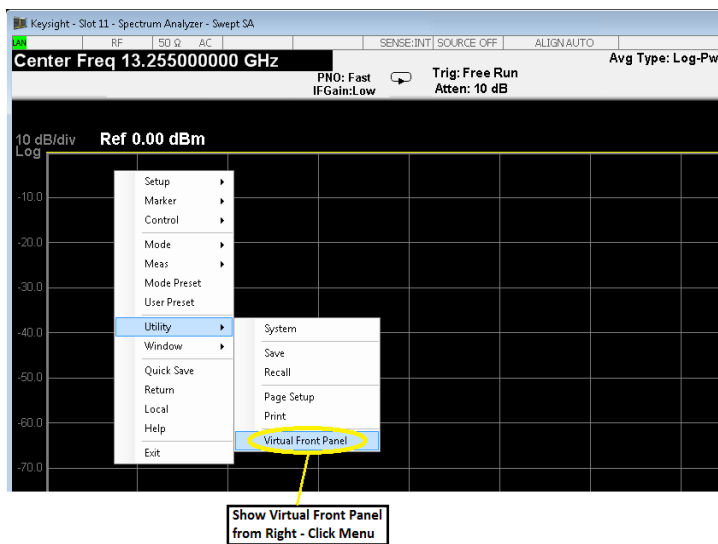 Keysight - Slot 11 - Spectrum Analyzer - Swept SA
LAN RF 50 Ω AC SENSE:INT SOURCE OFF ALIGN AUTO
Center Freq 13.255000000 GHz
Avg Type: Log-Pw
PNO: Fast Trig: Free Run
IFGain:Low Atten: 10 dB
10 dB/div Ref 0.00 dBm
Log
-10.0
-20.0
-30.0
-40.0
-50.0
-60.0
-70.0
Setup
Marker
Control
Mode
Meas
Mode Preset
User Preset
Utility
Window
Quick Save
Return
Local
Help
Exit
System
Save
Recall
Page Setup
Print
Virtual Front Panel
Show Virtual Front Panel
from Right - Click Menu